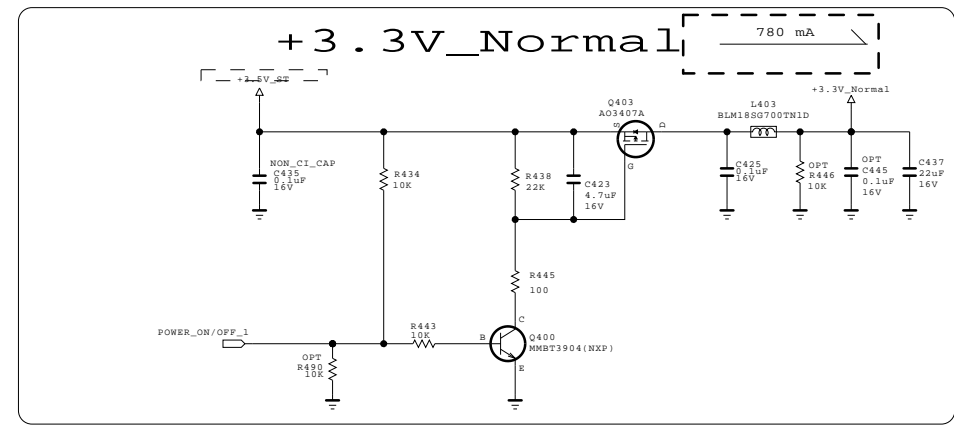 +3.3V_Normal
780 mA
+3.5V_ST
Q403
AO3407A
S
D
G
L403
BLM18SG700TN1D
+3.3V_Normal
NON_CI_CAP
C435
0.1uF
16V
R434
10K
R438
22K
C423
4.7uF
16V
C425
0.1uF
16V
OPT
R446
10K
OPT
C445
0.1uF
16V
C437
22uF
16V
R445
100
POWER_ON/OFF_1
R443
10K
B
C
Q400
MMBT3904(NXP)
E
OPT
R490
10K